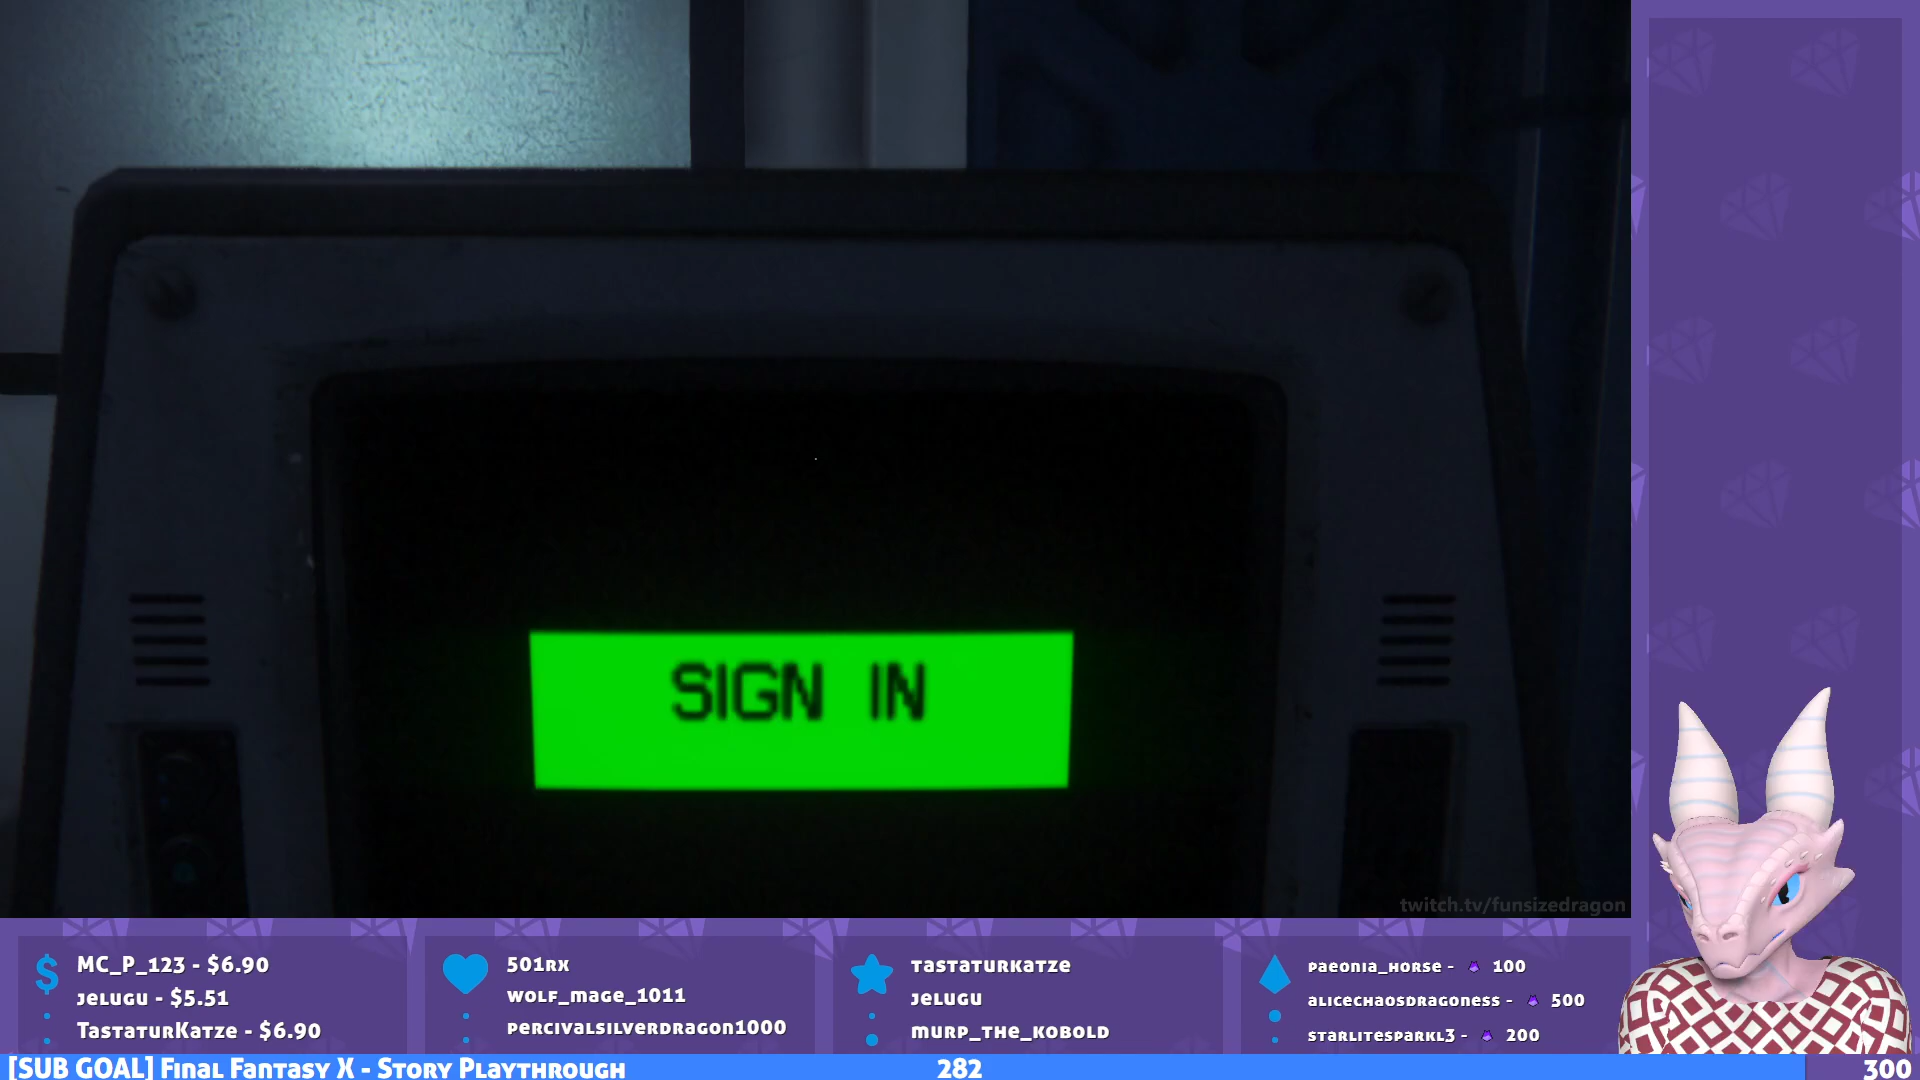 SIGN IN
twitch.tv/funsizedragon
MC_P_123 - $6.90
JELUGU - $5.51
TASTATURKATZE - $6.90
501RX
WOLF_MAGE_1011
PERCIVALSILVERDRAGON1000
TASTATURKATZE
JELUGU
MURP_THE_KOBOLD
PAEONIA_HORSE - 100
ALICECHAOSDRAGONESS - 500
STARLITESPARKL3 - 200
[SUB GOAL] FINAL FANTASY X - STORY PLAYTHROUGH 282 300